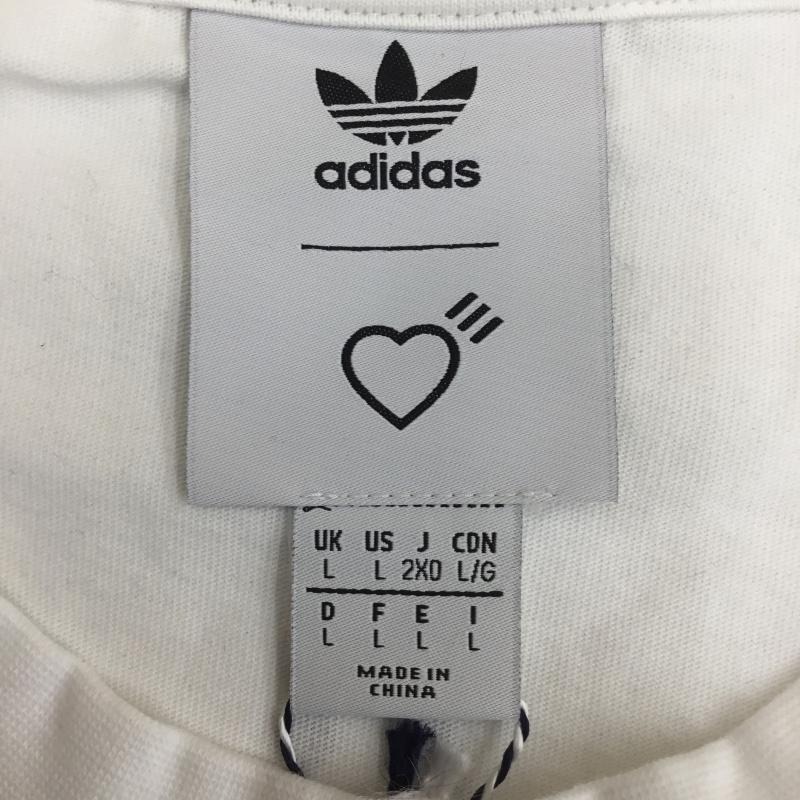 adidas
UK US J CDN
L L 2XO L/G
D F E I
L L L L
MADE IN
CHINA